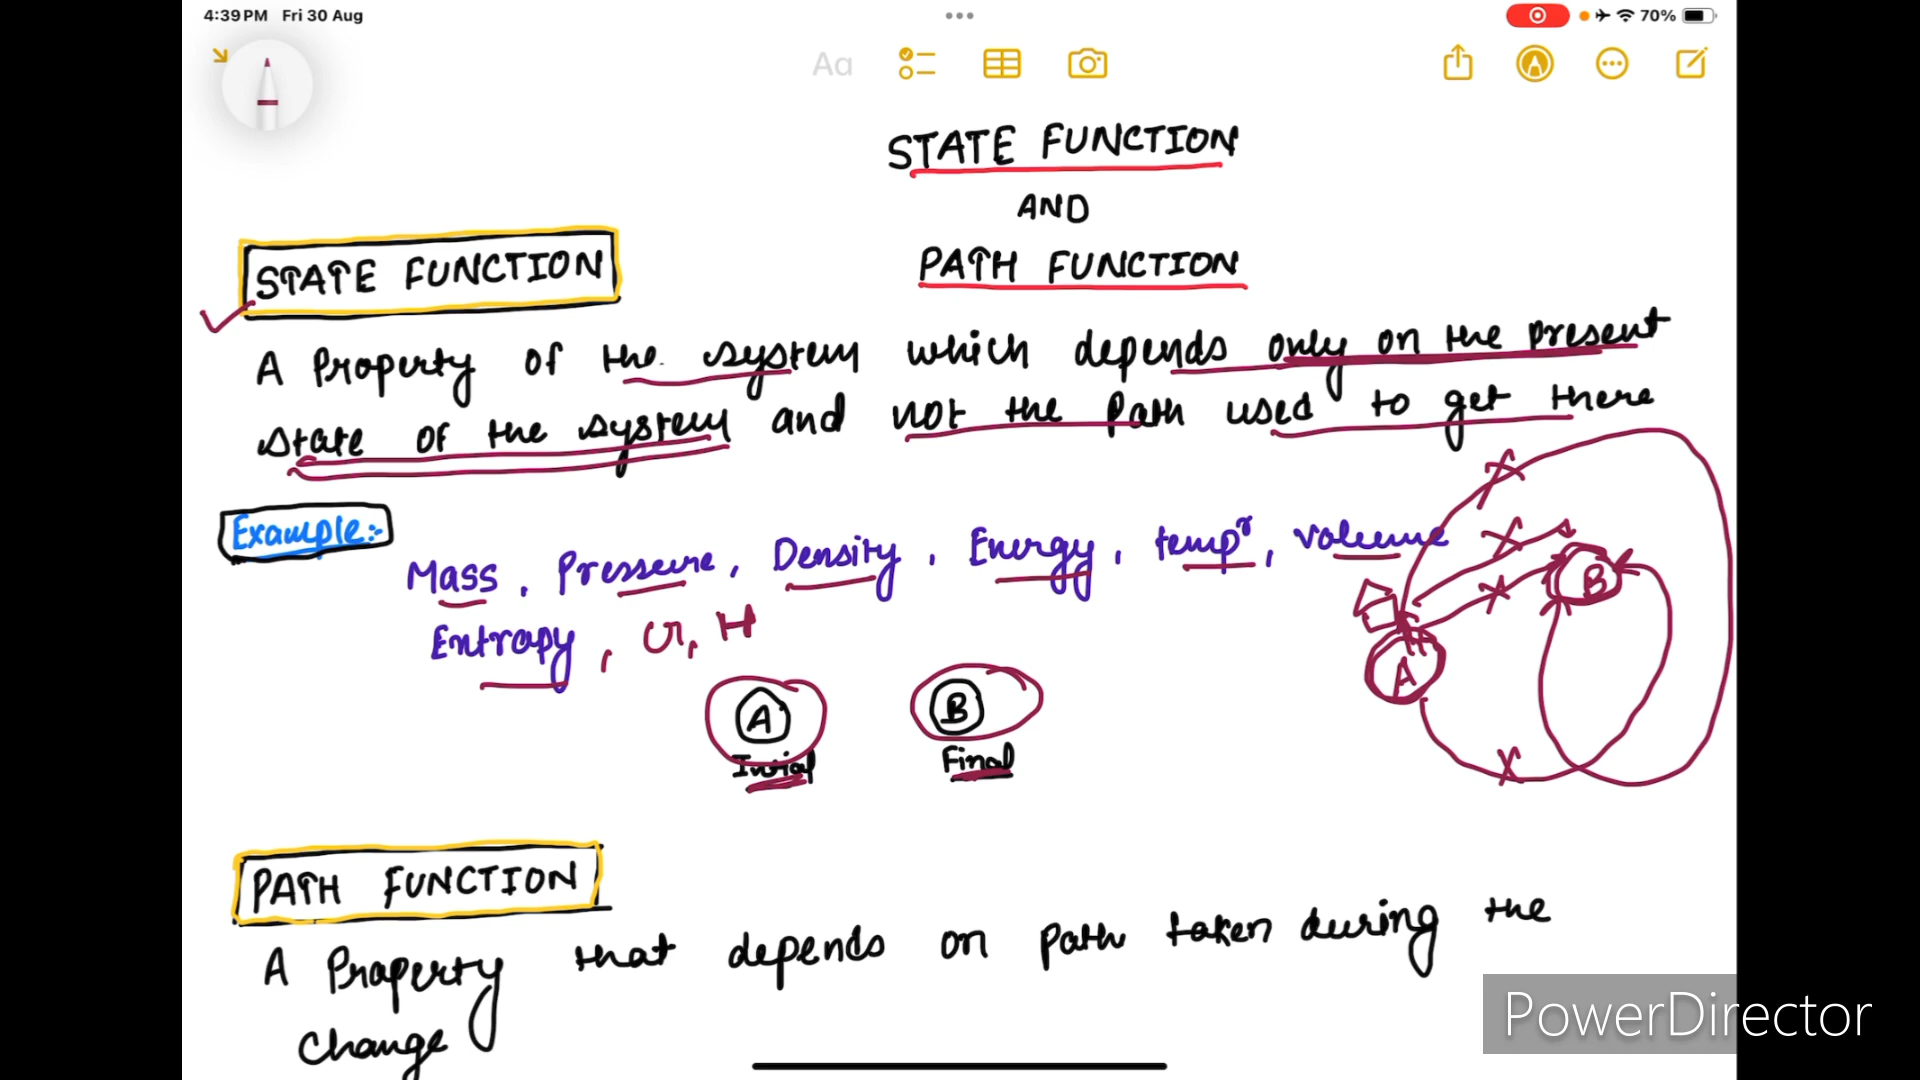 4:39 PM Fri 30 Aug
70%
Aa
STATE FUNCTION
AND
PATH FUNCTION
STATE FUNCTION
A Property of the system which depends only on the present
state of the system and not the Path used to get there
Example:-
Mass, Pressure, Density, Energy, tempr, volume
Entropy, U, H
A B
Initial Final
B
A
PATH FUNCTION
A Property that depends on path taken during the
change
PowerDirector